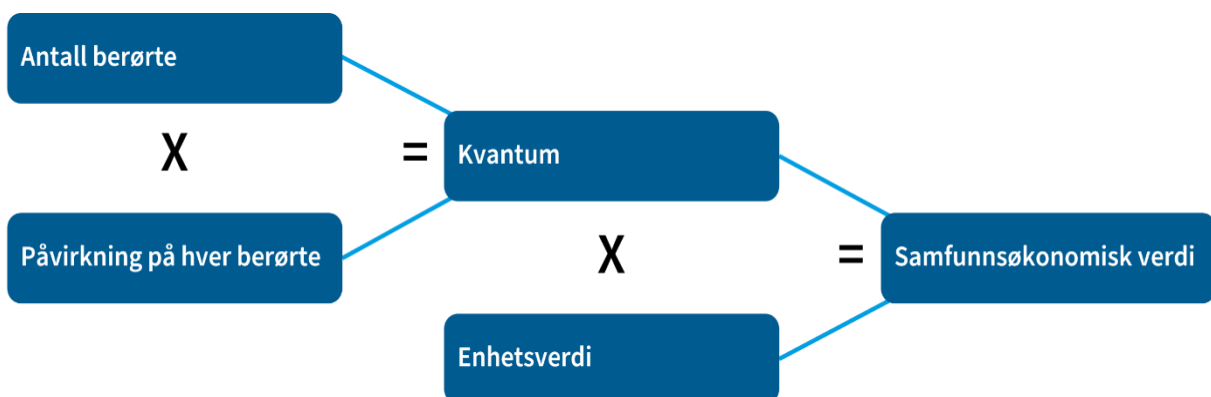 Antall berørte
X
=
Kvantum
Påvirkning på hver berørte
X
=
Samfunnsøkonomisk verdi
Enhetsverdi